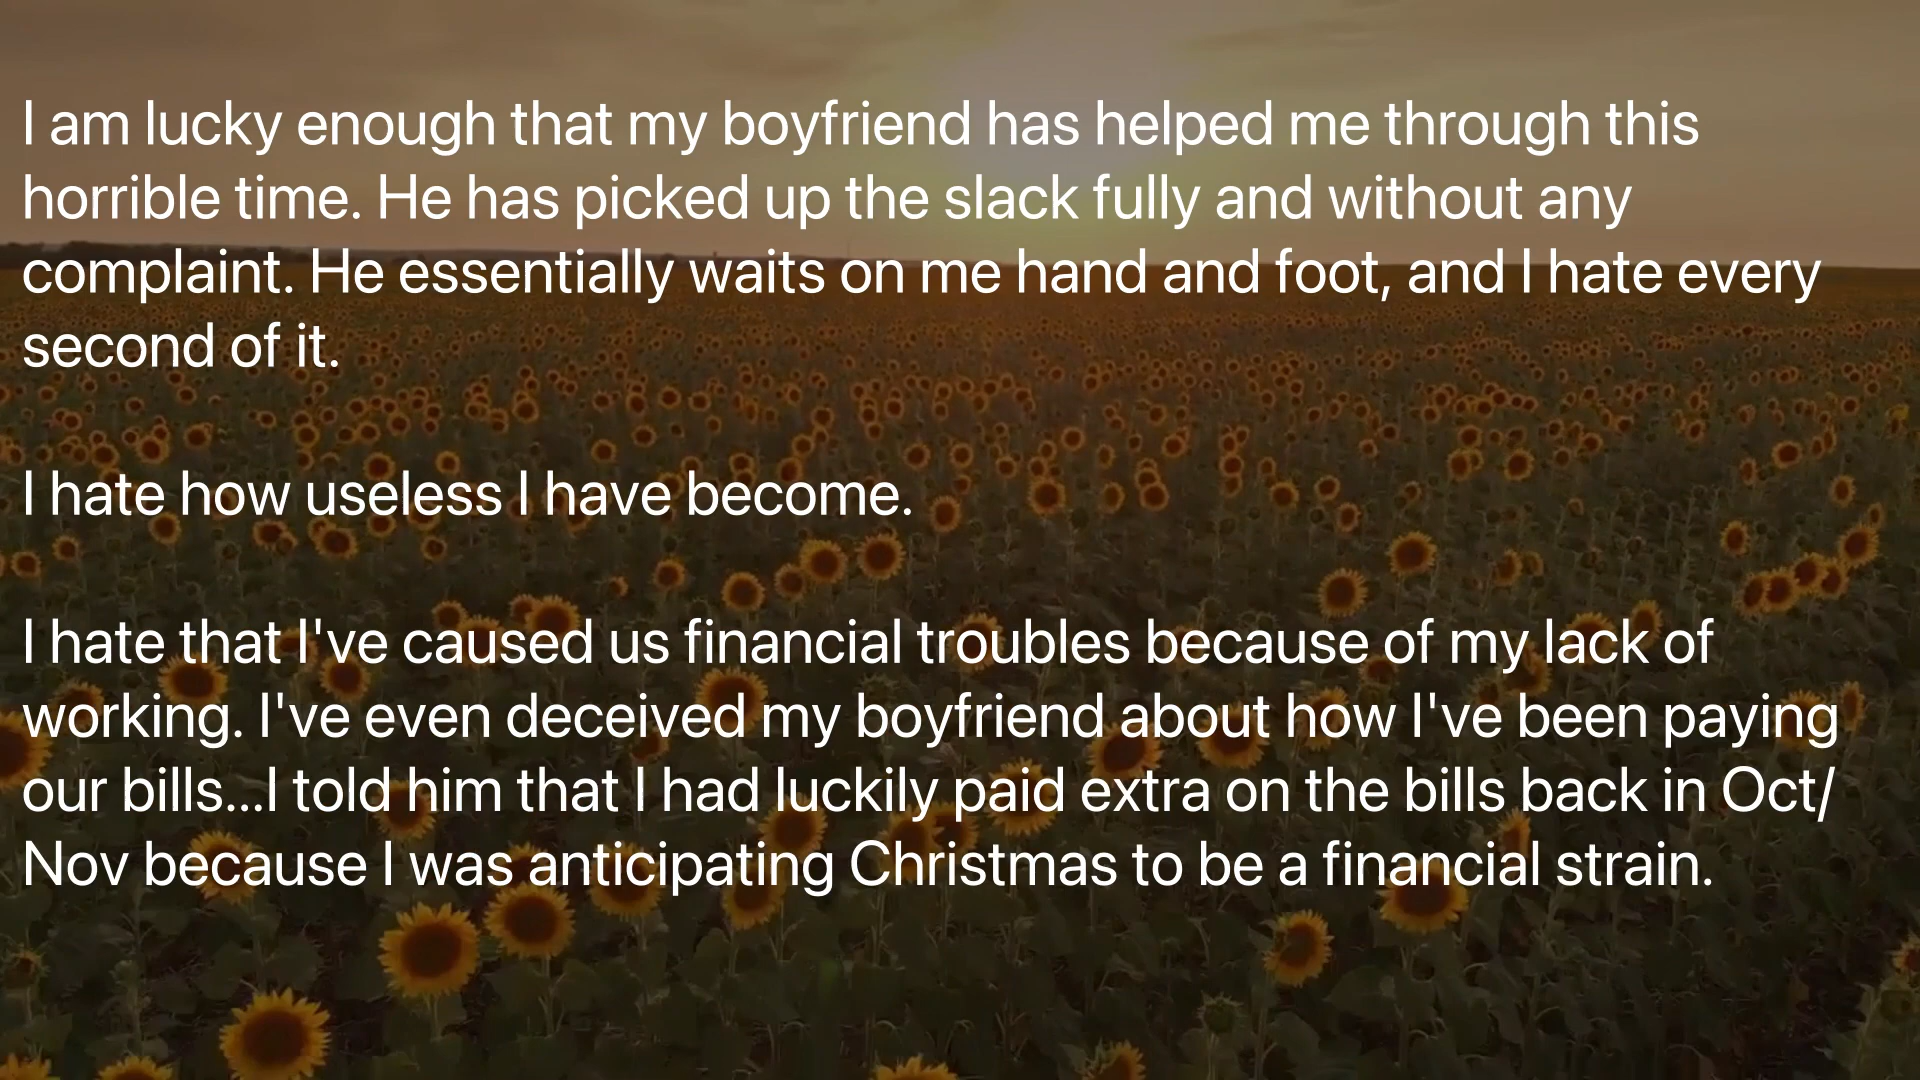 I am lucky enough that my boyfriend has helped me through this
horrible time. He has picked up the slack fully and without any
complaint. He essentially waits on me hand and foot, and I hate every
second of it.
I hate how useless I have become.
I hate that I've caused us financial troubles because of my lack of
working. I've even deceived my boyfriend about how I've been paying
our bills...I told him that I had luckily paid extra on the bills back in Oct/
Nov because I was anticipating Christmas to be a financial strain.